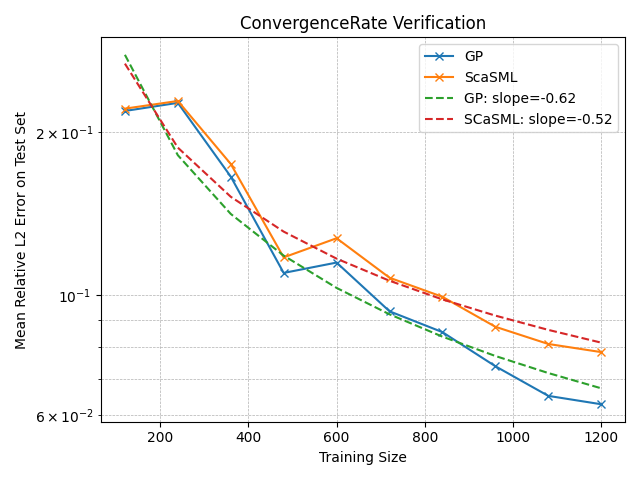 ConvergenceRate Verification
GP
ScaSML
GP: slope=-0.62
SCaSML: slope=-0.52
Mean Relative L2 Error on Test Set
2 × 10⁻¹
10⁻¹
6 × 10⁻²
200 400 600 800 1000 1200
Training Size